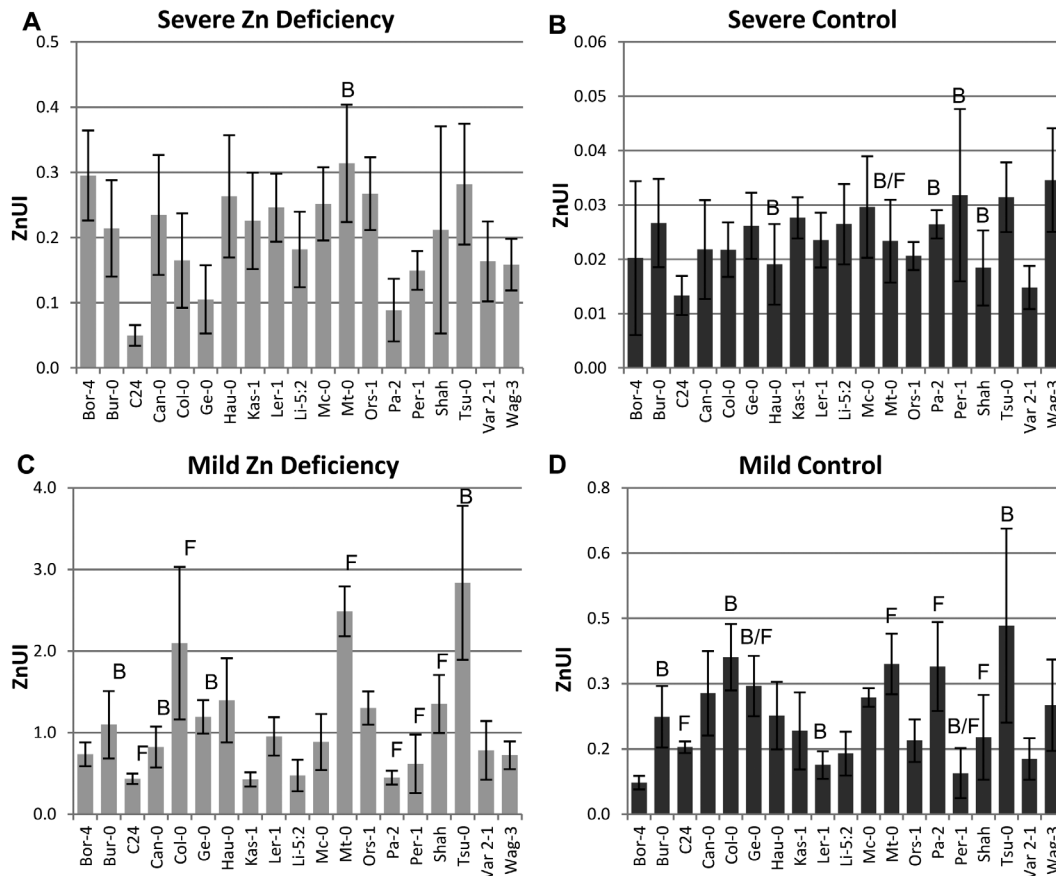 A
Severe Zn Deficiency
0.5
0.4
0.3
0.2
0.1
0.0
ZnUI
B
Bor-4
Bur-0
C24
Can-0
Col-0
Ge-0
Hau-0
Kas-1
Ler-1
Li-5:2
Mc-0
Mt-0
Ors-1
Pa-2
Per-1
Shah
Tsu-0
Var 2-1
Wag-3
B
Severe Control
0.06
0.05
0.04
0.03
0.02
0.01
0.00
ZnUI
B
B/F
B
B
B
Bor-4
Bur-0
C24
Can-0
Col-0
Ge-0
Hau-0
Kas-1
Ler-1
Li-5:2
Mc-0
Mt-0
Ors-1
Pa-2
Per-1
Shah
Tsu-0
Var 2-1
Wag-3
C
Mild Zn Deficiency
4.0
3.0
2.0
1.0
0.0
ZnUI
B
F
B
F
B
F
F
F
F
B
Bor-4
Bur-0
C24
Can-0
Col-0
Ge-0
Hau-0
Kas-1
Ler-1
Li-5:2
Mc-0
Mt-0
Ors-1
Pa-2
Per-1
Shah
Tsu-0
Var 2-1
Wag-3
D
Mild Control
0.8
0.6
0.5
0.3
0.2
0.0
ZnUI
B
F
B
B/F
B
F
F
B/F
F
B
Bor-4
Bur-0
C24
Can-0
Col-0
Ge-0
Hau-0
Kas-1
Ler-1
Li-5:2
Mc-0
Mt-0
Ors-1
Pa-2
Per-1
Shah
Tsu-0
Var 2-1
Wag-3